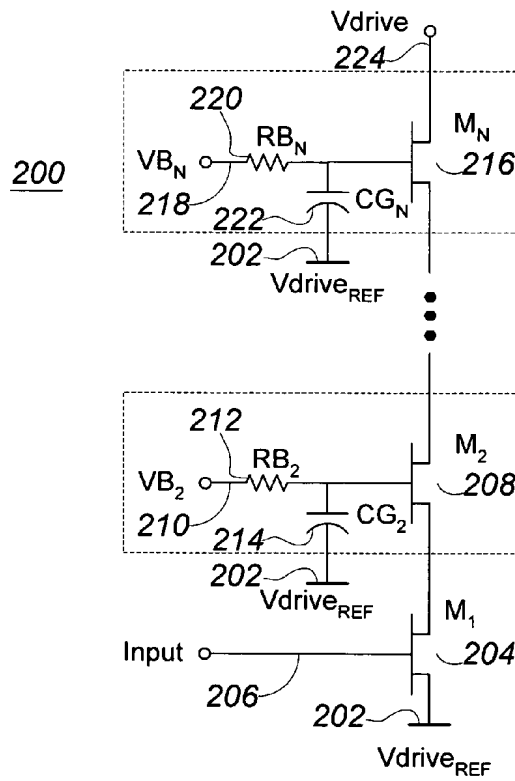 Vdrive
224
220
RB_N
M_N
200
VB_N
216
218
CG_N
222
202
Vdrive_REF
212
RB_2
M_2
VB_2
208
210
CG_2
214
202
Vdrive_REF
M_1
Input
204
206
202
Vdrive_REF